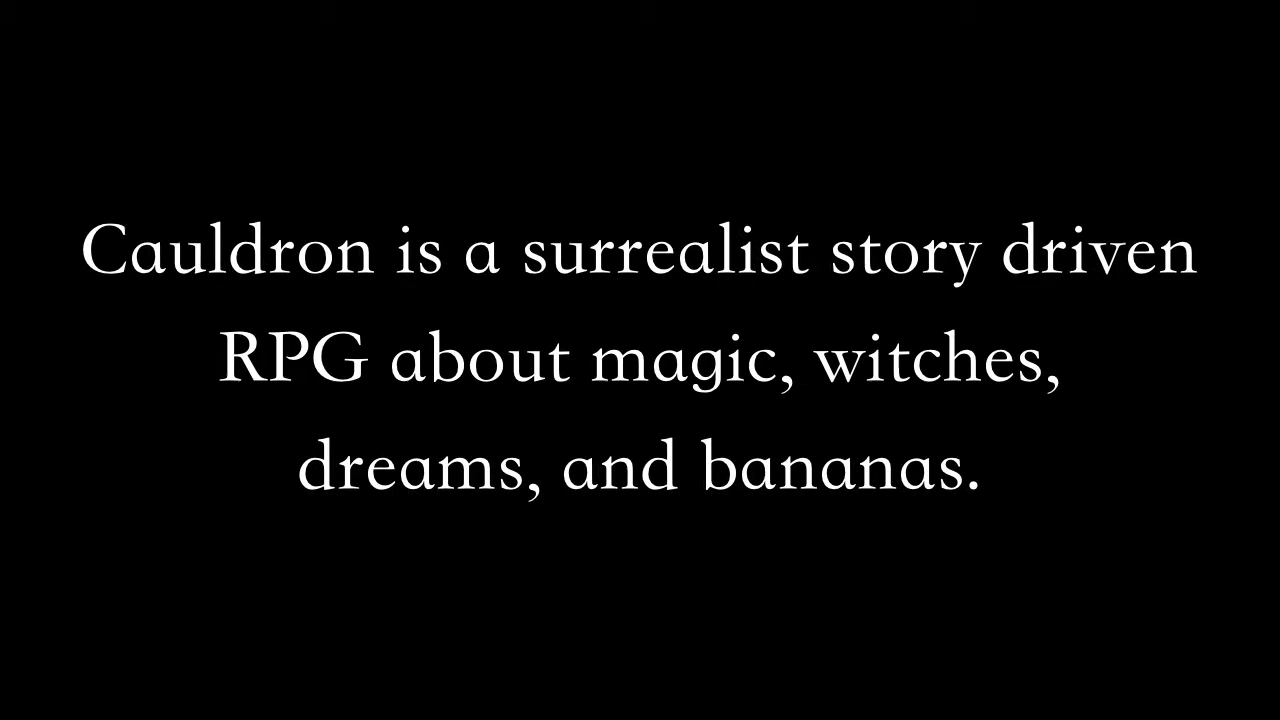 Cauldron is a surrealist story driven
RPG about magic, witches,
dreams, and bananas.